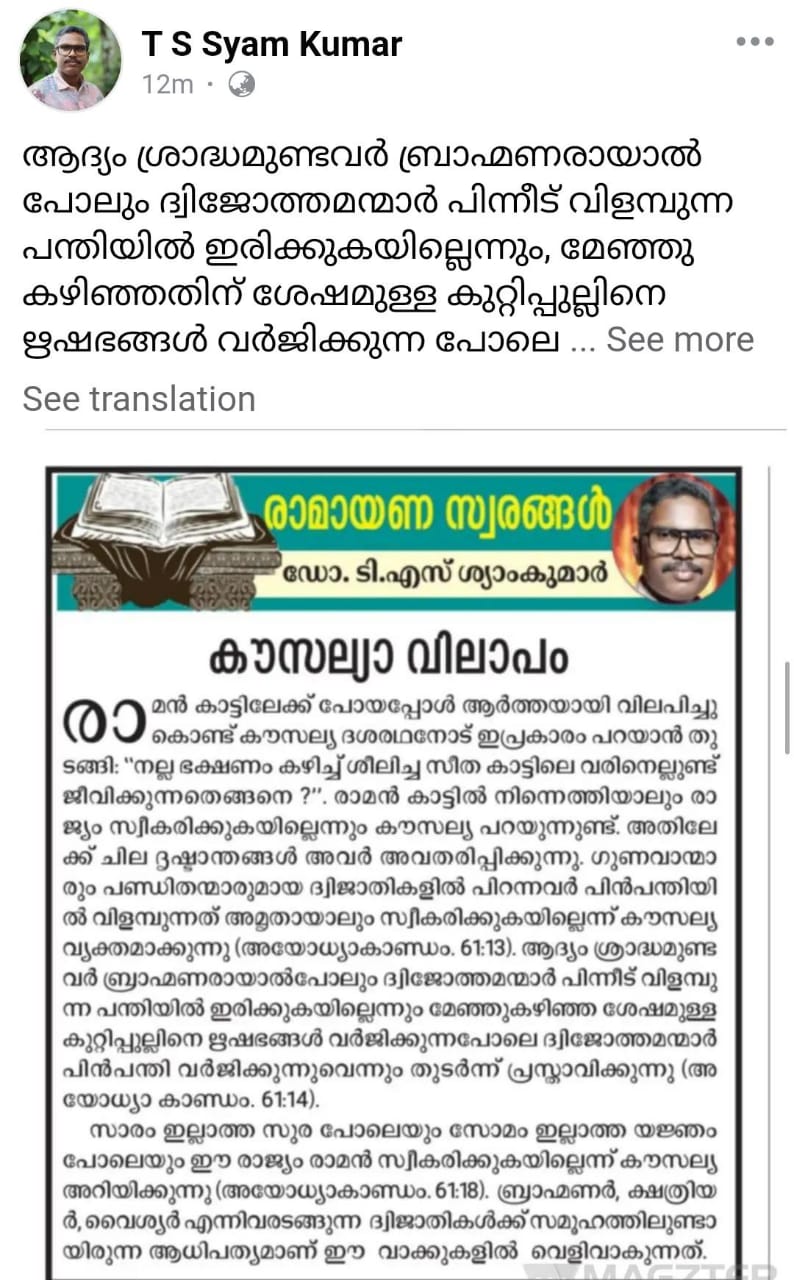 T S Syam Kumar
12m
ആദ്യം ശ്രാദ്ധമുണ്ടവർ ബ്രാഹ്മണരായാൽ
പോലും ദ്വിജോത്തമന്മാർ പിന്നീട് വിളമ്പുന്ന
പന്തിയിൽ ഇരിക്കുകയില്ലെന്നും, മേഞ്ഞു
കഴിഞ്ഞതിന് ശേഷമുള്ള കുറ്റിപ്പുല്ലിനെ
ഋഷഭങ്ങൾ വർജിക്കുന്ന പോലെ ... See more
See translation
രാമായണ സ്വരങ്ങൾ
ഡോ. ടി.എസ് ശ്യാംകുമാർ
കൗസല്യാ വിലാപം
രാമൻ കാട്ടിലേക്ക് പോയപ്പോൾ ആർത്തയായി വിലപിച്ചു
കൊണ്ട് കൗസല്യ ദശരഥനോട് ഇപ്രകാരം പറയാൻ തു
ടങ്ങി: "നല്ല ഭക്ഷണം കഴിച്ച് ശീലിച്ച സീത കാട്ടിലെ വരിനെല്ലുണ്ട്
ജീവിക്കുന്നതെങ്ങനെ ?". രാമൻ കാട്ടിൽ നിന്നെത്തിയാലും രാ
ജ്യം സ്വീകരിക്കുകയില്ലെന്നും കൗസല്യ പറയുന്നുണ്ട്. അതിലേ
ക്ക് ചില ദൃഷ്ടാന്തങ്ങൾ അവർ അവതരിപ്പിക്കുന്നു. ഗുണവാന്മാ
രും പണ്ഡിതന്മാരുമായ ദ്വിജാതികളിൽ പിറന്നവർ പിൻപന്തിയി
ൽ വിളമ്പുന്നത് അമൃതായാലും സ്വീകരിക്കുകയില്ലെന്ന് കൗസല്യ
വ്യക്തമാക്കുന്നു (അയോധ്യാകാണ്ഡം. 61:13). ആദ്യം ശ്രാദ്ധമുണ്ട
വർ ബ്രാഹ്മണരായാൽപോലും ദ്വിജോത്തമന്മാർ പിന്നീട് വിളമ്പു
ന്ന പന്തിയിൽ ഇരിക്കുകയില്ലെന്നും മേഞ്ഞുകഴിഞ്ഞ ശേഷമുള്ള
കുറ്റിപ്പുല്ലിനെ ഋഷഭങ്ങൾ വർജിക്കുന്നപോലെ ദ്വിജോത്തമന്മാർ
പിൻപന്തി വർജിക്കുന്നുവെന്നും തുടർന്ന് പ്രസ്താവിക്കുന്നു (അ
യോധ്യാ കാണ്ഡം. 61:14).
സാരം ഇല്ലാത്ത സുര പോലെയും സോമം ഇല്ലാത്ത യജ്ഞം
പോലെയും ഈ രാജ്യം രാമൻ സ്വീകരിക്കുകയില്ലെന്ന് കൗസല്യ
അറിയിക്കുന്നു (അയോധ്യാകാണ്ഡം. 61:18). ബ്രാഹ്മണർ, ക്ഷത്രിയ
ർ, വൈശ്യർ എന്നിവരടങ്ങുന്ന ദ്വിജാതികൾക്ക് സമൂഹത്തിലുണ്ടാ
യിരുന്ന ആധിപത്യമാണ് ഈ വാക്കുകളിൽ വെളിവാകുന്നത്.
MAGZTER